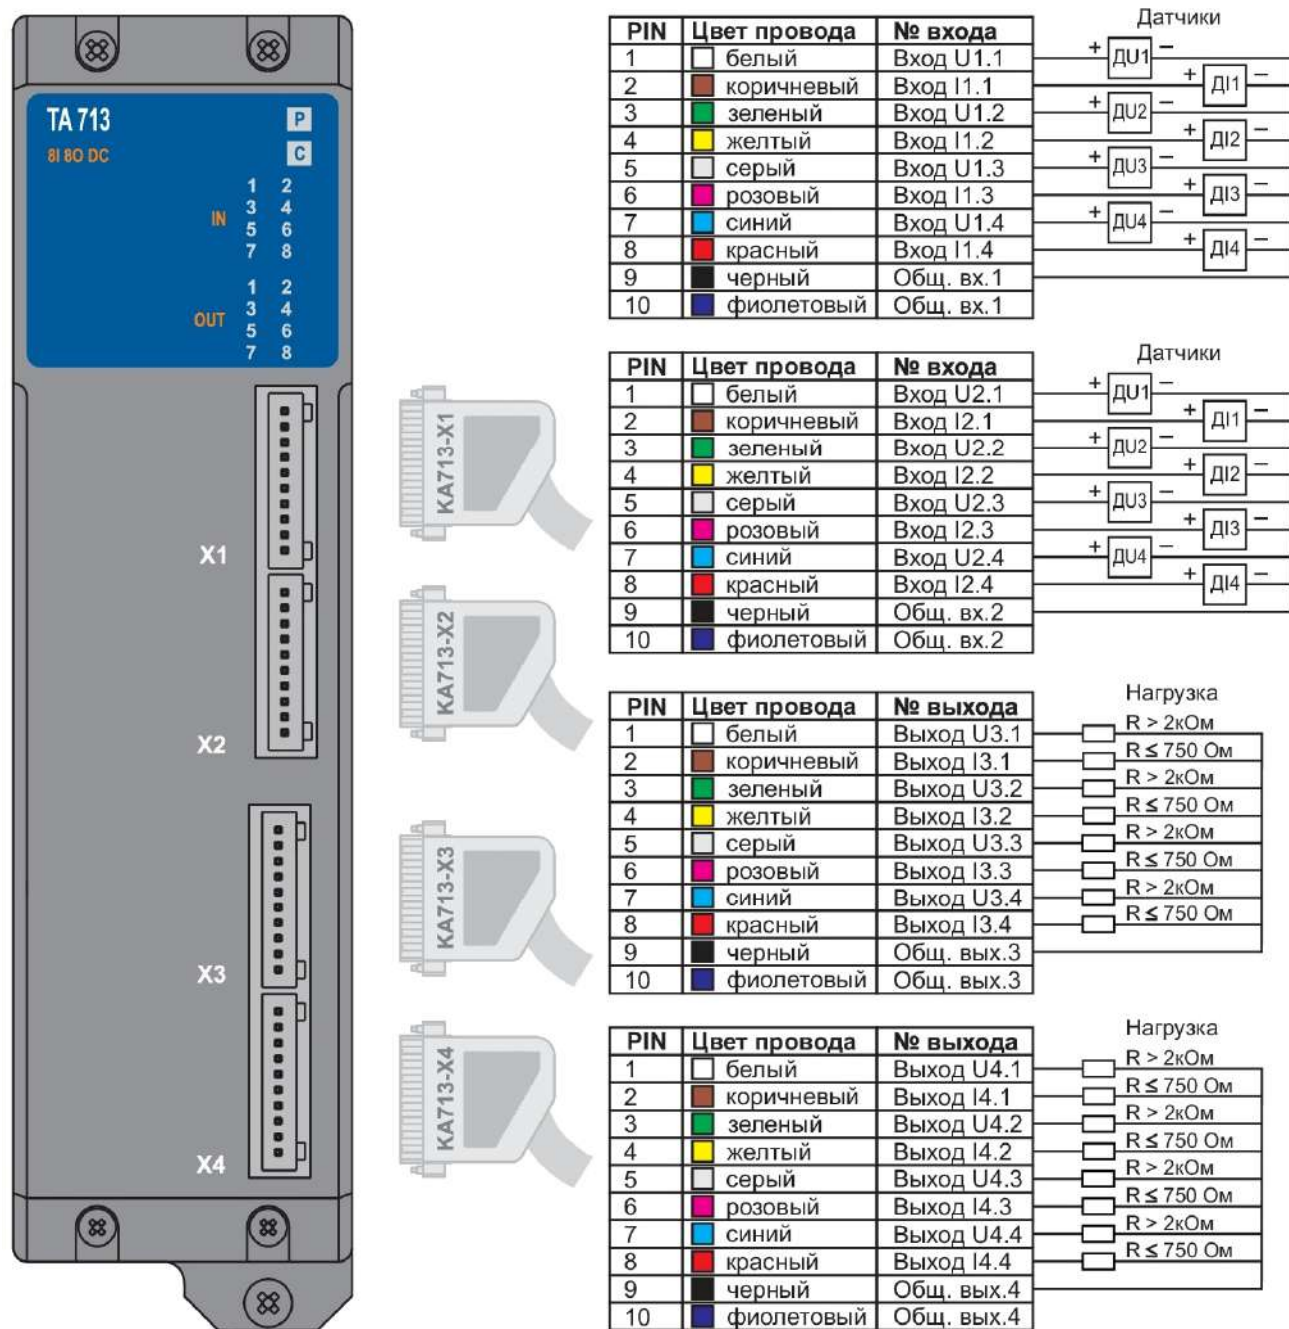 TA 713
P
8I 8O DC
C
1 2
IN 3 4
5 6
7 8
1 2
OUT 3 4
5 6
7 8
X1
X2
X3
X4
KA713-X1
KA713-X2
KA713-X3
KA713-X4
Датчики
PIN Цвет провода № входа
1 белый Вход U1.1 + ДU1 −
2 коричневый Вход I1.1 + ДI1 −
3 зеленый Вход U1.2 + ДU2 −
4 желтый Вход I1.2 + ДI2 −
5 серый Вход U1.3 + ДU3 −
6 розовый Вход I1.3 + ДI3 −
7 синий Вход U1.4 + ДU4 −
8 красный Вход I1.4 + ДI4 −
9 черный Общ. вх.1
10 фиолетовый Общ. вх.1
Датчики
PIN Цвет провода № входа
1 белый Вход U2.1 + ДU1 −
2 коричневый Вход I2.1 + ДI1 −
3 зеленый Вход U2.2 + ДU2 −
4 желтый Вход I2.2 + ДI2 −
5 серый Вход U2.3 + ДU3 −
6 розовый Вход I2.3 + ДI3 −
7 синий Вход U2.4 + ДU4 −
8 красный Вход I2.4 + ДI4 −
9 черный Общ. вх.2
10 фиолетовый Общ. вх.2
Нагрузка
PIN Цвет провода № выхода
1 белый Выход U3.1 R > 2кОм
2 коричневый Выход I3.1 R ≤ 750 Ом
3 зеленый Выход U3.2 R > 2кОм
4 желтый Выход I3.2 R ≤ 750 Ом
5 серый Выход U3.3 R > 2кОм
6 розовый Выход I3.3 R ≤ 750 Ом
7 синий Выход U3.4 R > 2кОм
8 красный Выход I3.4 R ≤ 750 Ом
9 черный Общ. вых.3
10 фиолетовый Общ. вых.3
Нагрузка
PIN Цвет провода № выхода
1 белый Выход U4.1 R > 2кОм
2 коричневый Выход I4.1 R ≤ 750 Ом
3 зеленый Выход U4.2 R > 2кОм
4 желтый Выход I4.2 R ≤ 750 Ом
5 серый Выход U4.3 R > 2кОм
6 розовый Выход I4.3 R ≤ 750 Ом
7 синий Выход U4.4 R > 2кОм
8 красный Выход I4.4 R ≤ 750 Ом
9 черный Общ. вых.4
10 фиолетовый Общ. вых.4